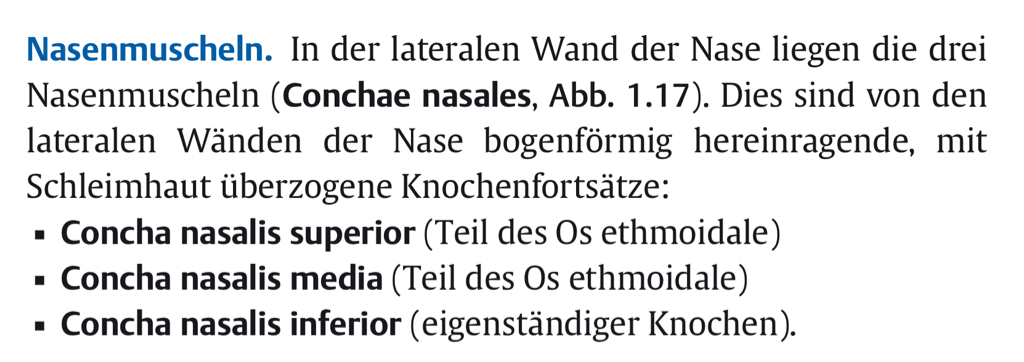 Nasenmuscheln. In der lateralen Wand der Nase liegen die drei
Nasenmuscheln (Conchae nasales, Abb. 1.17). Dies sind von den
lateralen Wänden der Nase bogenförmig hereinragende, mit
Schleimhaut überzogene Knochenfortsätze:
▪ Concha nasalis superior (Teil des Os ethmoidale)
▪ Concha nasalis media (Teil des Os ethmoidale)
▪ Concha nasalis inferior (eigenständiger Knochen).